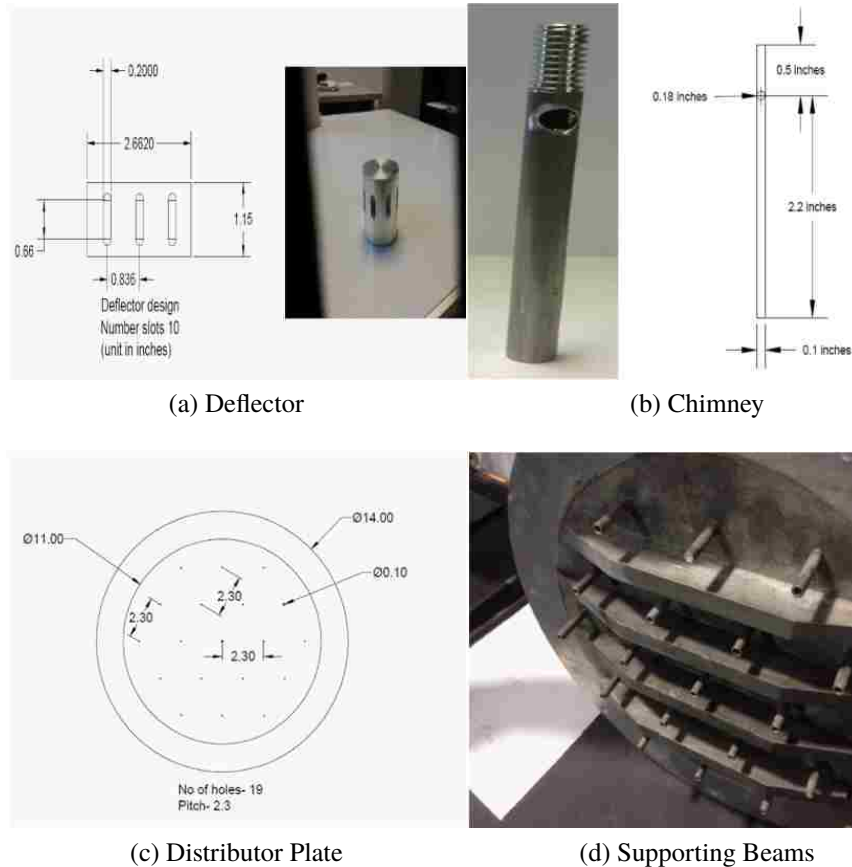 0.2000
2.6620
0.66
1.15
0.836
Deflector design
Number slots 10
(unit in inches)
0.5 inches
0.18 inches
2.2 inches
0.1 inches
(a) Deflector
(b) Chimney
Ø11.00
Ø14.00
Ø0.10
2.30
2.30
2.30
No of holes- 19
Pitch- 2.3
(c) Distributor Plate
(d) Supporting Beams